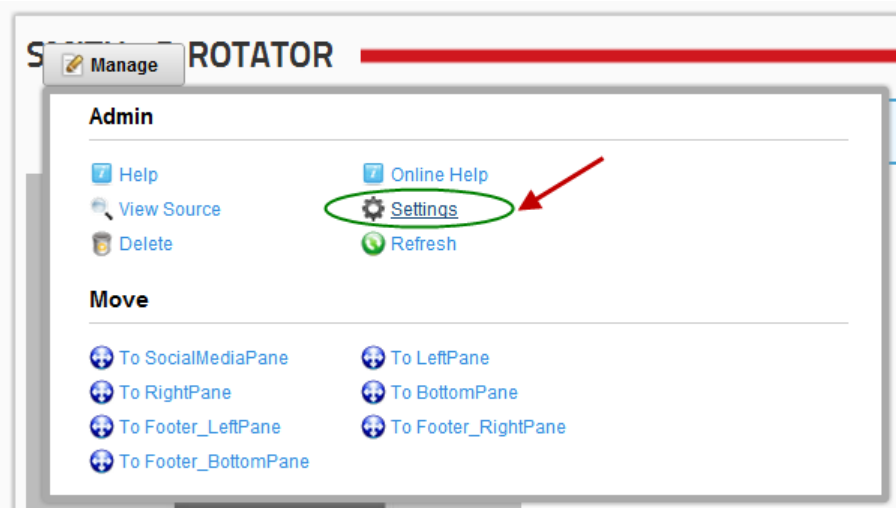 ROTATOR
Manage
Admin
Help
Online Help
View Source
Settings
Delete
Refresh
Move
To SocialMediaPane
To LeftPane
To RightPane
To BottomPane
To Footer_LeftPane
To Footer_RightPane
To Footer_BottomPane